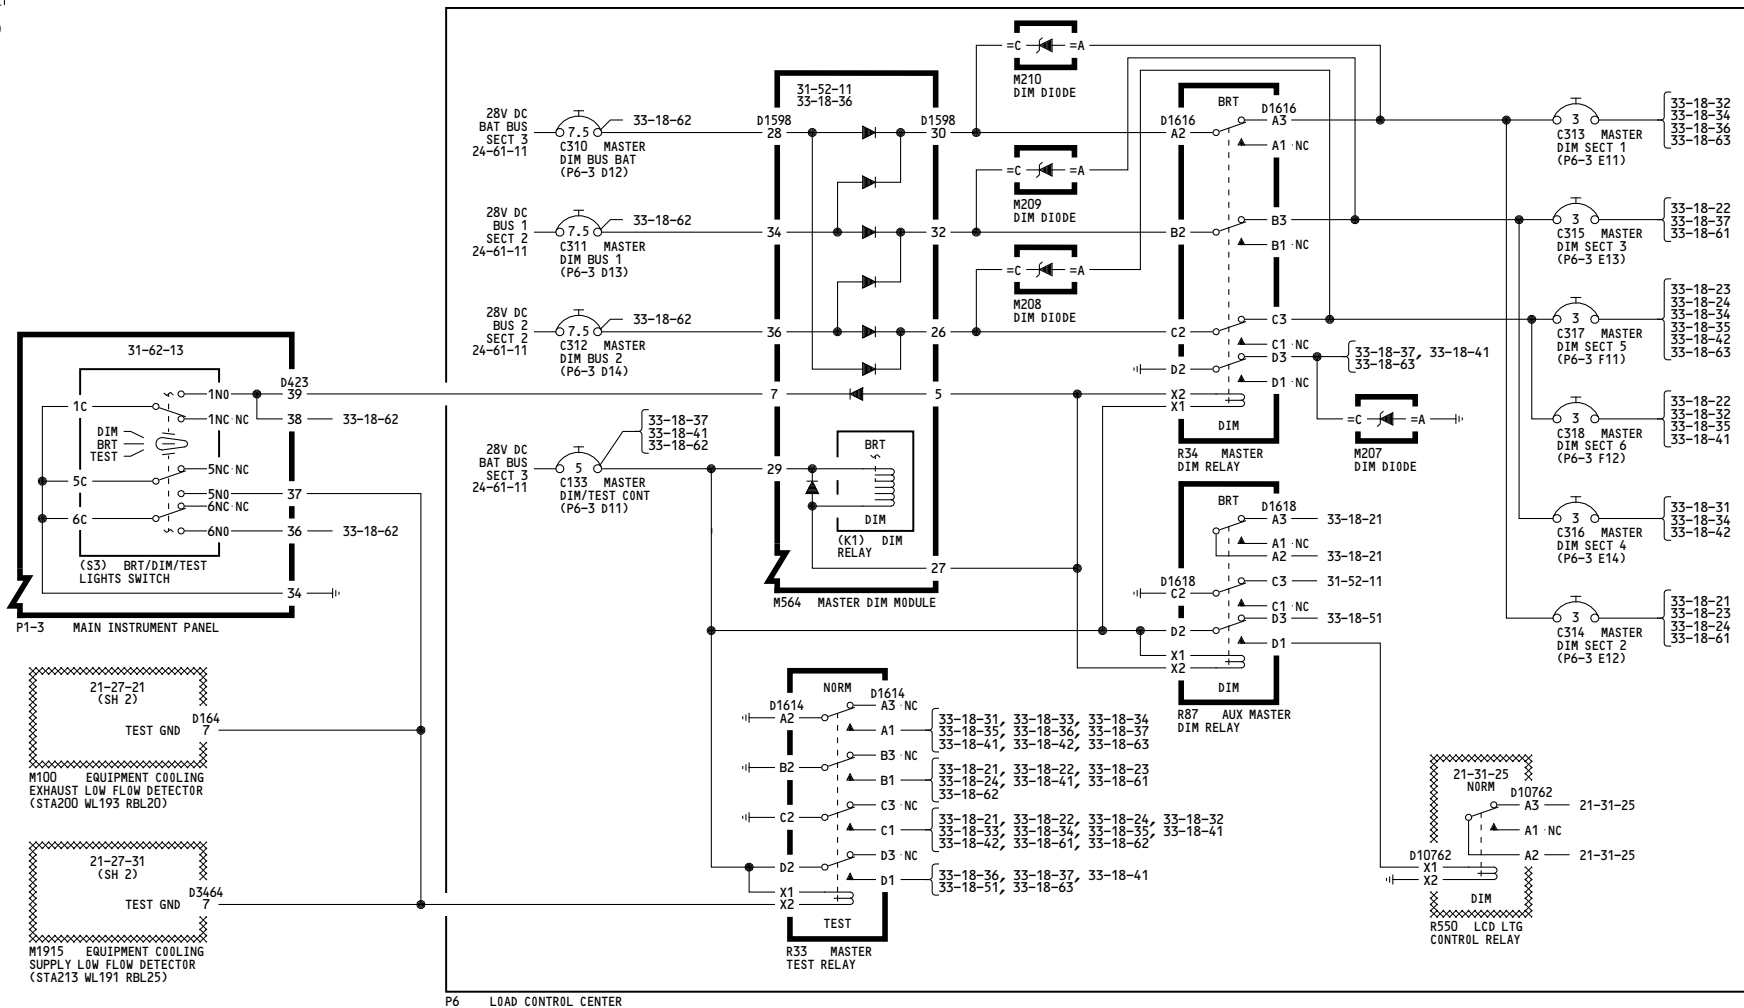 31-62-13
1C
5C
6C
DIM
BRT
TEST
1NO
1NC NC
5NC NC
5NO
6NC NC
6NO
D423
39
38
33-18-62
37
36
33-18-62
34
(S3) BRT/DIM/TEST
LIGHTS SWITCH
P1-3 MAIN INSTRUMENT PANEL
21-27-21
(SH 2)
TEST GND
D164
7
M100 EQUIPMENT COOLING
EXHAUST LOW FLOW DETECTOR
(STA200 WL193 RBL20)
21-27-31
(SH 2)
TEST GND
D3464
7
M1915 EQUIPMENT COOLING
SUPPLY LOW FLOW DETECTOR
(STA213 WL191 RBL25)
28V DC
BAT BUS
SECT 3
24-61-11
7.5
33-18-62
C310 MASTER
DIM BUS BAT
(P6-3 D12)
28V DC
BUS 1
SECT 2
24-61-11
7.5
33-18-62
C311 MASTER
DIM BUS 1
(P6-3 D13)
28V DC
BUS 2
SECT 2
24-61-11
7.5
33-18-62
C312 MASTER
DIM BUS 2
(P6-3 D14)
28V DC
BAT BUS
SECT 3
24-61-11
5
33-18-37
33-18-41
33-18-62
C133 MASTER
DIM/TEST CONT
(P6-3 D11)
31-52-11
33-18-36
D1598
28
34
36
7
29
D1598
30
32
26
5
27
BRT
DIM
(K1) DIM
RELAY
M564 MASTER DIM MODULE
=C
=A
M210
DIM DIODE
=C
=A
M209
DIM DIODE
=C
=A
M208
DIM DIODE
BRT
D1616
A2
B2
C2
D2
X2
X1
D1616
A3
A1 NC
B3
B1 NC
C3
C1 NC
D3
D1 NC
DIM
R34 MASTER
DIM RELAY
33-18-37, 33-18-41
33-18-63
=C
=A
M207
DIM DIODE
BRT
D1618
A3
33-18-21
A1 NC
A2
33-18-21
D1618
C2
C3
31-52-11
C1 NC
D3
33-18-51
D2
D1
X1
X2
DIM
R87 AUX MASTER
DIM RELAY
NORM
D1614
A2
B2
C2
D2
X1
X2
D1614
A3 NC
A1
33-18-31, 33-18-33, 33-18-34
33-18-35, 33-18-36, 33-18-37
33-18-41, 33-18-42, 33-18-63
B3 NC
B1
33-18-21, 33-18-22, 33-18-23
33-18-24, 33-18-41, 33-18-61
33-18-62
C3 NC
C1
33-18-21, 33-18-22, 33-18-24, 33-18-32
33-18-33, 33-18-34, 33-18-35, 33-18-41
33-18-42, 33-18-61, 33-18-62
D3 NC
D1
33-18-36, 33-18-37, 33-18-41
33-18-51, 33-18-63
TEST
R33 MASTER
TEST RELAY
3
C313 MASTER
DIM SECT 1
(P6-3 E11)
33-18-32
33-18-34
33-18-36
33-18-63
3
C315 MASTER
DIM SECT 3
(P6-3 E13)
33-18-22
33-18-37
33-18-61
3
C317 MASTER
DIM SECT 5
(P6-3 F11)
33-18-23
33-18-24
33-18-34
33-18-35
33-18-42
33-18-63
3
C318 MASTER
DIM SECT 6
(P6-3 F12)
33-18-22
33-18-32
33-18-35
33-18-41
3
C316 MASTER
DIM SECT 4
(P6-3 E14)
33-18-31
33-18-34
33-18-42
3
C314 MASTER
DIM SECT 2
(P6-3 E12)
33-18-21
33-18-23
33-18-24
33-18-61
21-31-25
NORM
D10762
A3
21-31-25
A1 NC
A2
21-31-25
D10762
X1
X2
DIM
R550 LCD LTG
CONTROL RELAY
P6 LOAD CONTROL CENTER